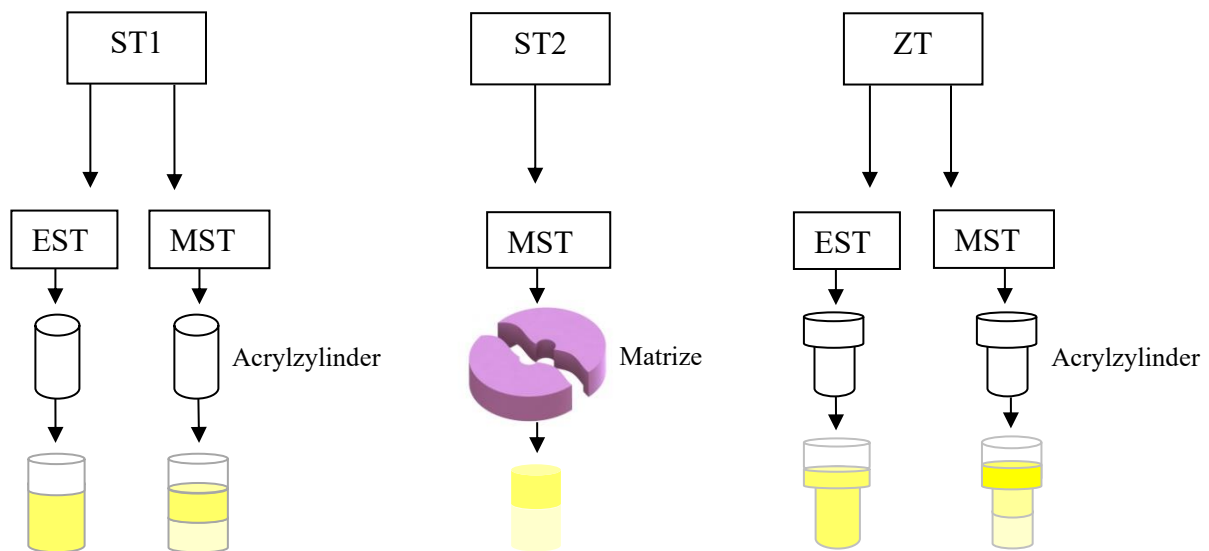 ST1
ST2
ZT
EST
MST
MST
EST
MST
Acrylzylinder
Matrize
Acrylzylinder